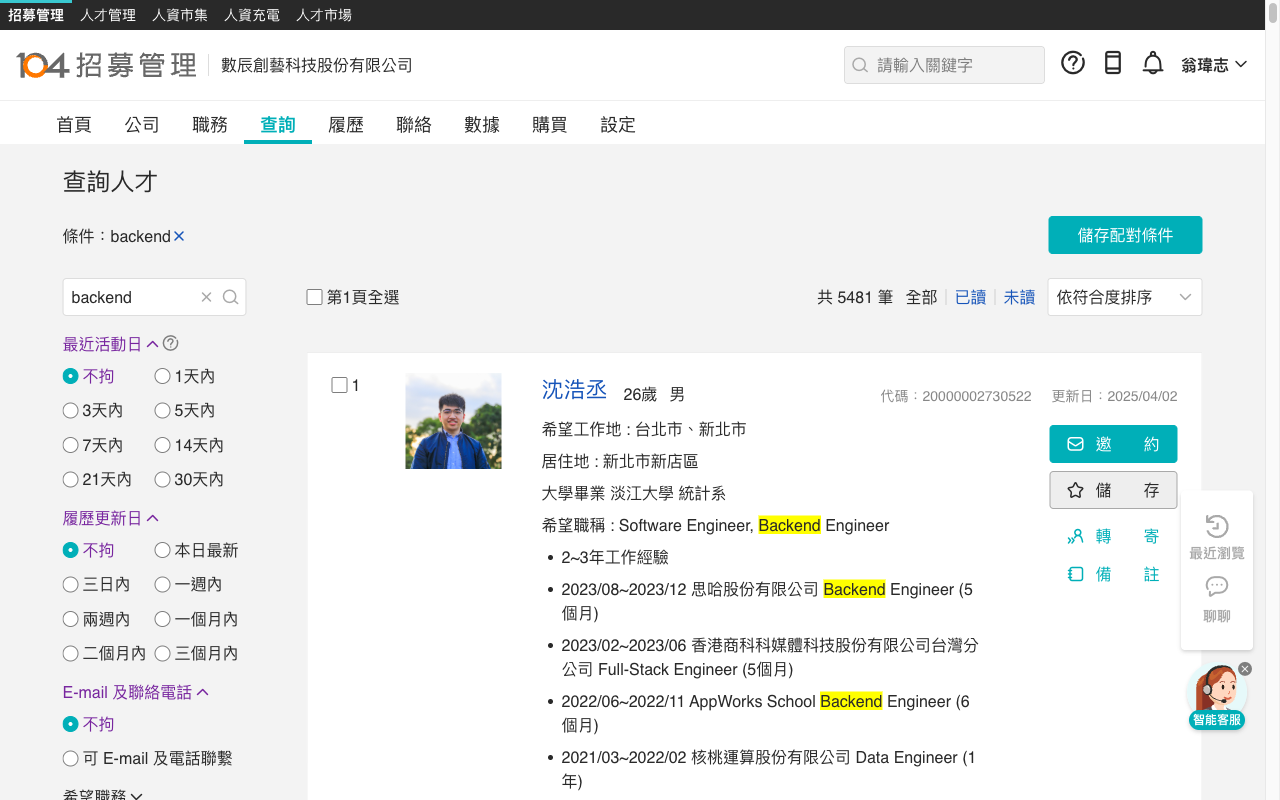 招募管理 人才管理 人資市集 人資充電 人才市場
104 招募管理 數辰創藝科技股份有限公司 請輸入關鍵字 翁瑋志
首頁 公司 職務 查詢 履歷 聯絡 數據 購買 設定
查詢人才
條件：backend✕ 儲存配對條件
backend
第1頁全選 共 5481 筆 全部 已讀 未讀 依符合度排序
最近活動日
不拘 1天內
3天內 5天內
7天內 14天內
21天內 30天內
履歷更新日
不拘 本日最新
三日內 一週內
兩週內 一個月內
二個月內 三個月內
E-mail 及聯絡電話
不拘
可 E-mail 及電話聯繫
希望職務
1
沈浩丞 26歲 男 代碼：20000002730522 更新日：2025/04/02
希望工作地 : 台北市、新北市
居住地 : 新北市新店區
大學畢業 淡江大學 統計系
希望職稱 : Software Engineer, Backend Engineer
• 2~3年工作經驗
• 2023/08~2023/12 思哈股份有限公司 Backend Engineer (5
個月)
• 2023/02~2023/06 香港商科科媒體科技股份有限公司台灣分
公司 Full-Stack Engineer (5個月)
• 2022/06~2022/11 AppWorks School Backend Engineer (6
個月)
• 2021/03~2022/02 核桃運算股份有限公司 Data Engineer (1
年)
邀 約
儲 存
轉 寄
備 註
最近瀏覽
聊聊
智能客服